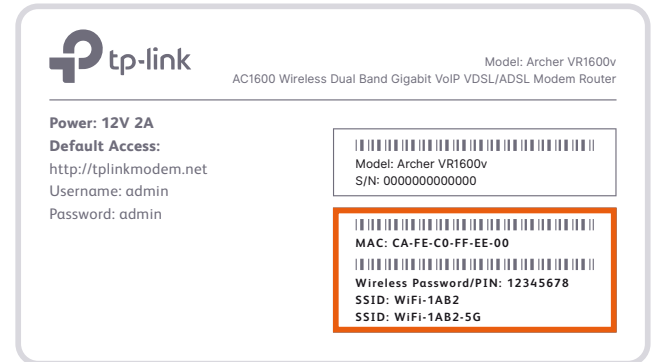 tp-link
Model: Archer VR1600v
AC1600 Wireless Dual Band Gigabit VoIP VDSL/ADSL Modem Router
Power: 12V 2A
Default Access:
http://tplinkmodem.net
Username: admin
Password: admin
Model: Archer VR1600v
S/N: 0000000000000
MAC: CA-FE-C0-FF-EE-00
Wireless Password/PIN: 12345678
SSID: WiFi-1AB2
SSID: WiFi-1AB2-5G